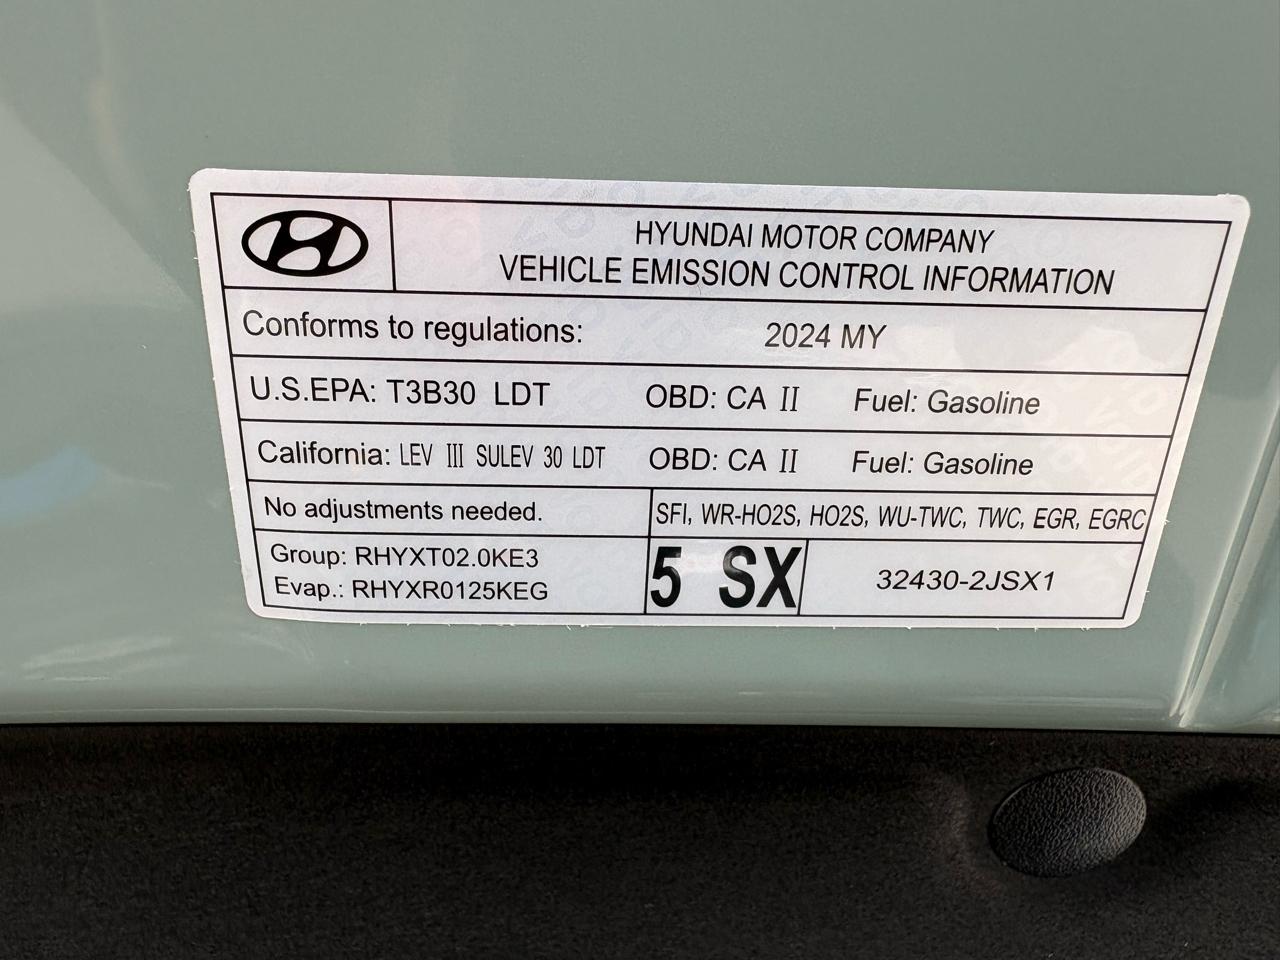 HYUNDAI MOTOR COMPANY
VEHICLE EMISSION CONTROL INFORMATION
Conforms to regulations: 2024 MY
U.S.EPA: T3B30 LDT OBD: CA II Fuel: Gasoline
California: LEV III SULEV 30 LDT OBD: CA II Fuel: Gasoline
No adjustments needed. SFI, WR-HO2S, HO2S, WU-TWC, TWC, EGR, EGRC
Group: RHYXT02.0KE3
Evap.: RHYXR0125KEG
5 SX
32430-2JSX1